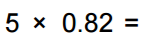 5 × 0.82 =